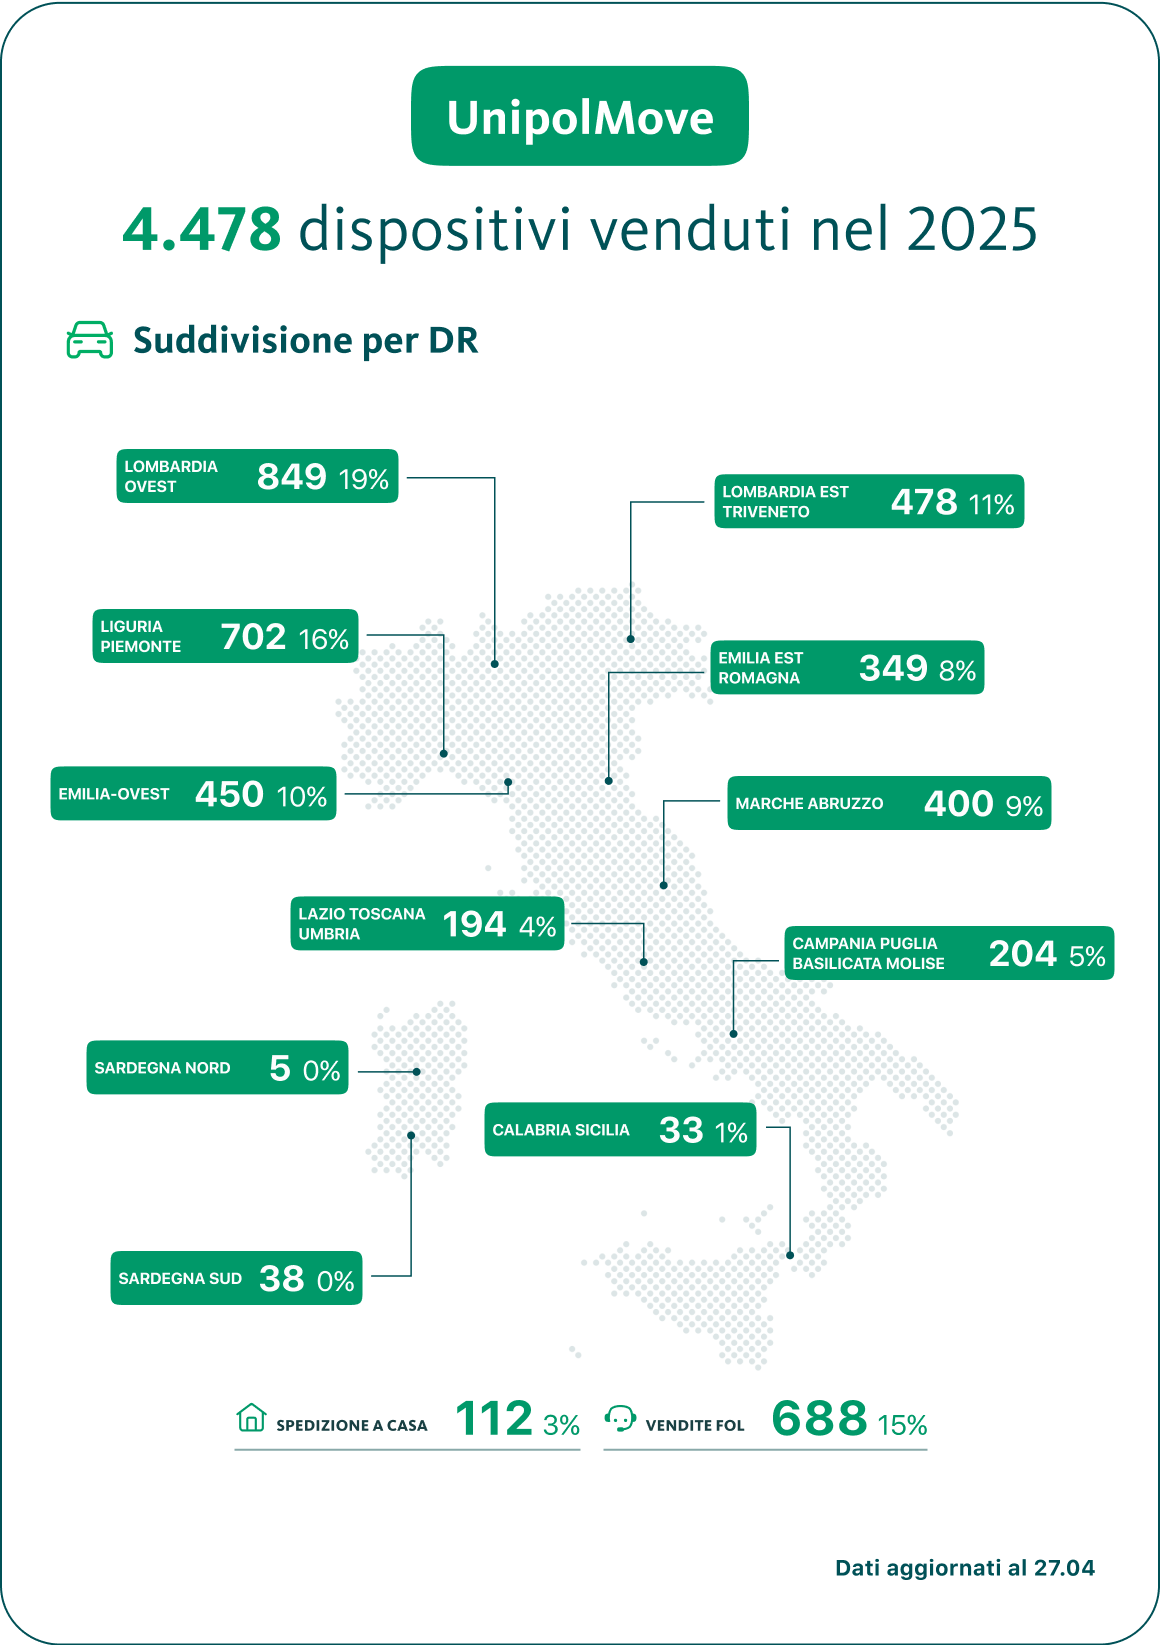 UnipolMove
4.478 dispositivi venduti nel 2025
Suddivisione per DR
LOMBARDIA
OVEST
849 19%
LOMBARDIA EST
TRIVENETO
478 11%
LIGURIA
PIEMONTE
702 16%
EMILIA EST
ROMAGNA
349 8%
EMILIA-OVEST 450 10%
MARCHE ABRUZZO 400 9%
LAZIO TOSCANA
UMBRIA
194 4%
CAMPANIA PUGLIA
BASILICATA MOLISE
204 5%
SARDEGNA NORD 5 0%
CALABRIA SICILIA 33 1%
SARDEGNA SUD 38 0%
SPEDIZIONE A CASA 112 3%
VENDITE FOL 688 15%
Dati aggiornati al 27.04